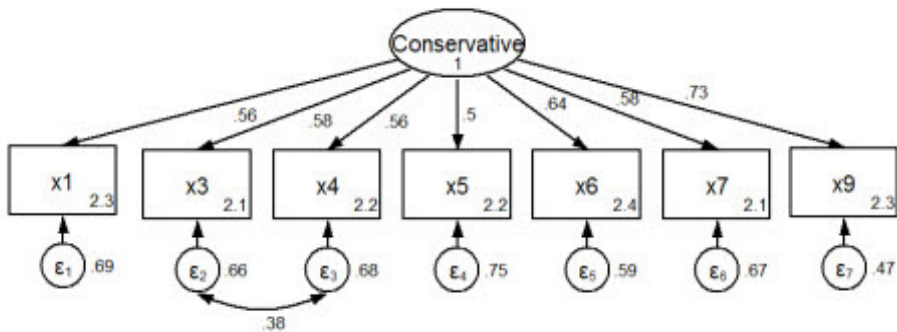 Conservative
1
.56
.58
.56
.5
.64
.58
.73
x1
2.3
x3
2.1
x4
2.2
x5
2.2
x6
2.4
x7
2.1
x9
2.3
ε1 .69
ε2 .66
ε3 .68
ε4 .75
ε5 .59
ε6 .67
ε7 .47
.38